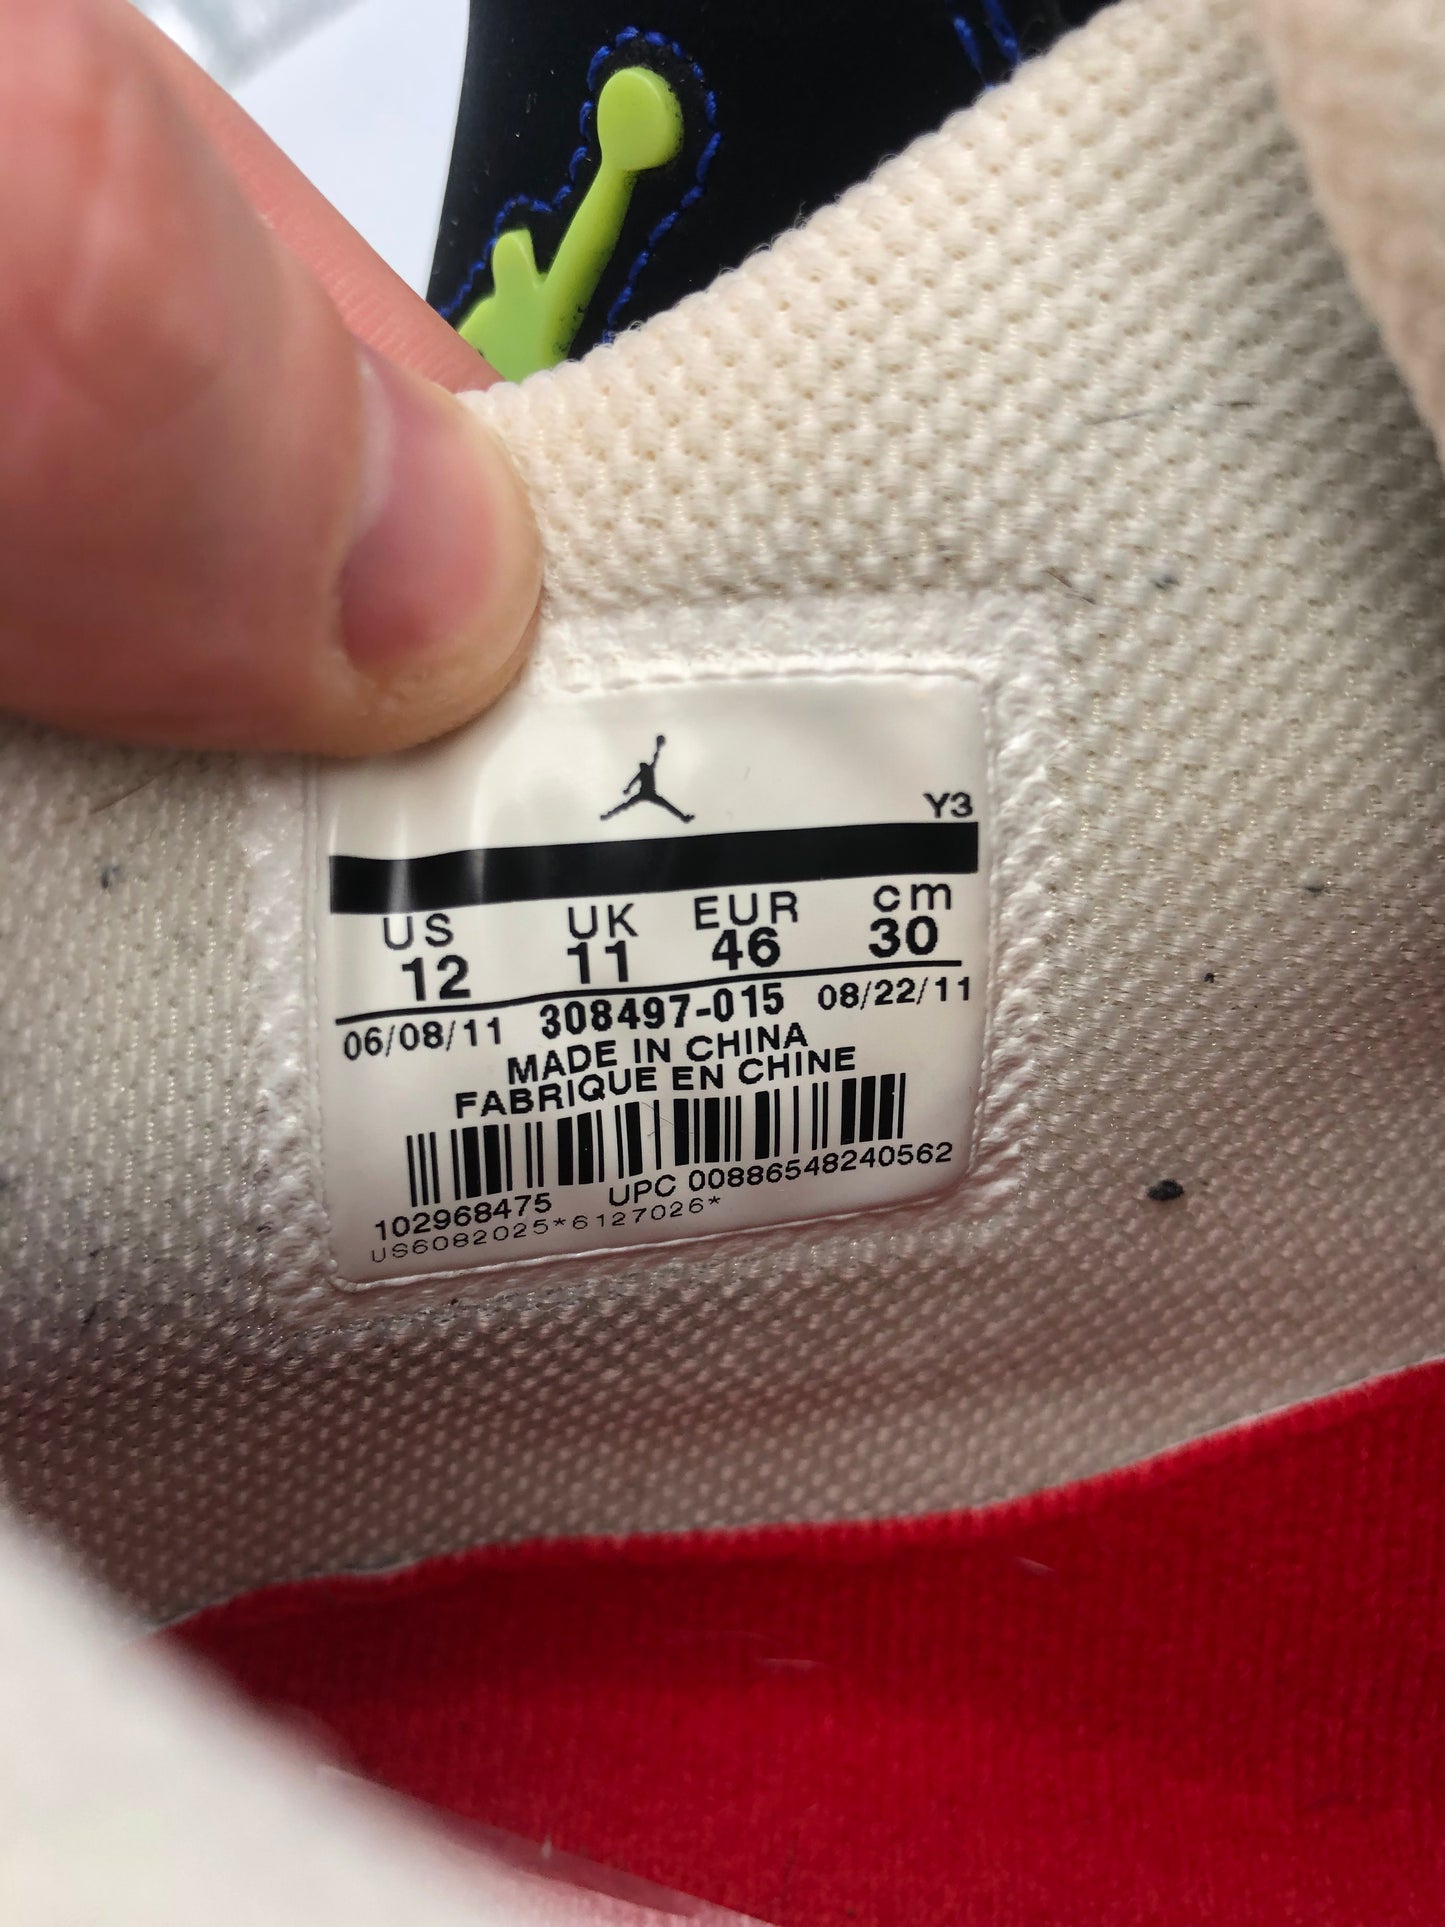 Y3
US UK EUR cm
12 11 46 30
06/08/11 308497-015 08/22/11
MADE IN CHINA
FABRIQUE EN CHINE
102968475 UPC 00886548240562
US6082025*6127026*